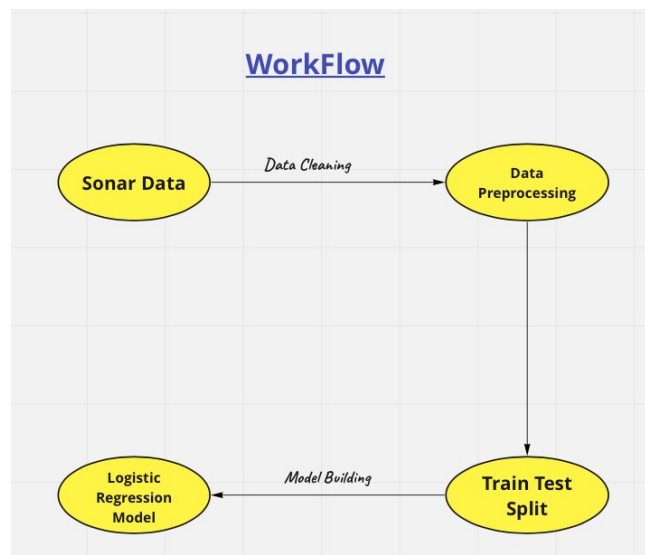 WorkFlow
Sonar Data
Data Cleaning
Data
Preprocessing
Train Test
Split
Model Building
Logistic
Regression
Model